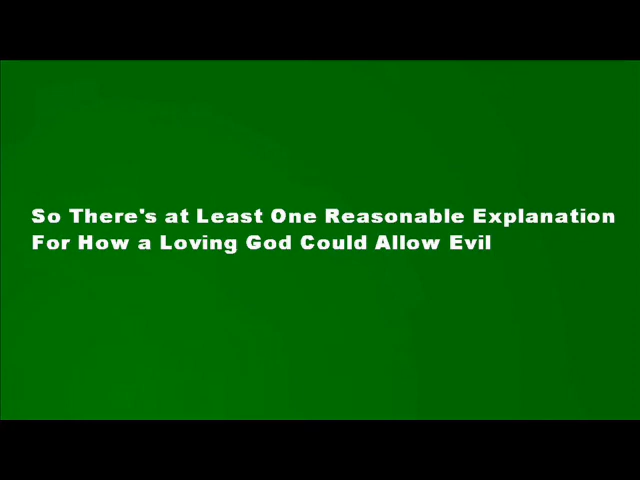 So There's at Least One Reasonable Explanation
For How a Loving God Could Allow Evil